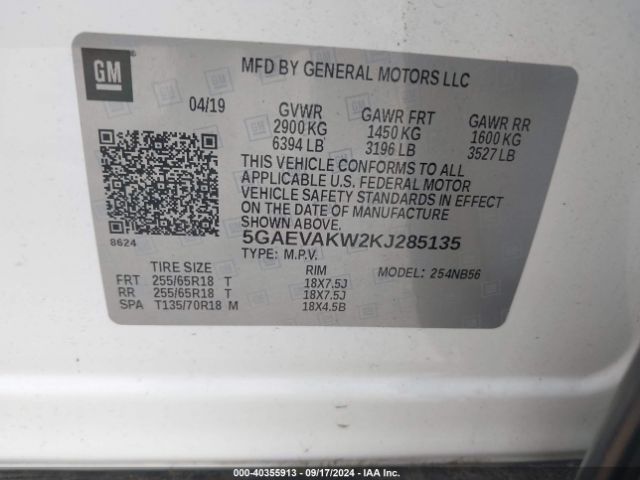 GM
MFD BY GENERAL MOTORS LLC
04/19
GVWR GAWR FRT GAWR RR
2900 KG 1450 KG 1600 KG
6394 LB 3196 LB 3527 LB
THIS VEHICLE CONFORMS TO ALL
APPLICABLE U.S. FEDERAL MOTOR
VEHICLE SAFETY STANDARDS IN EFFECT
ON THE DATE OF MANUFACTURE SHOWN ABOVE
8624
5GAEVAKW2KJ285135
TYPE: M.P.V. MODEL: 254NB56
TIRE SIZE RIM
FRT 255/65R18 T 18X7.5J
RR 255/65R18 T 18X7.5J
SPA T135/70R18 M 18X4.5B
000-40355913 - 09/17/2024 - IAA Inc.